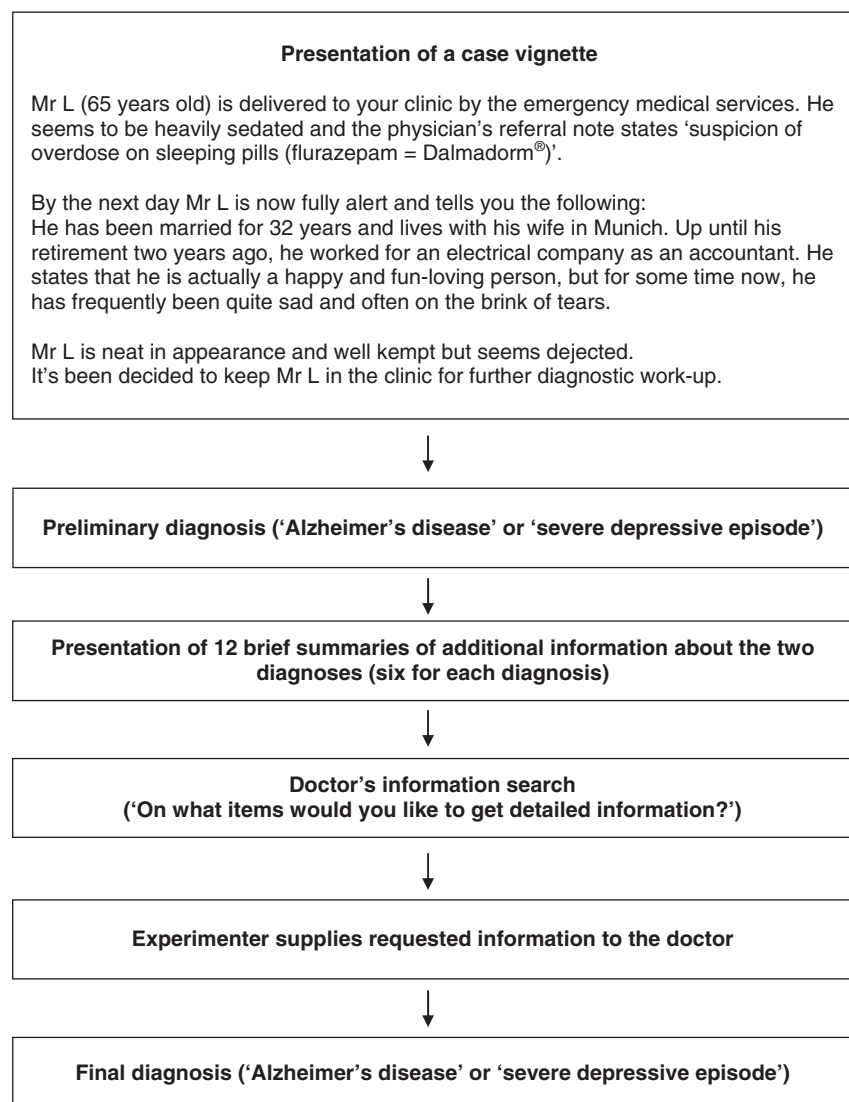 Presentation of a case vignette
Mr L (65 years old) is delivered to your clinic by the emergency medical services. He
seems to be heavily sedated and the physician's referral note states ‘suspicion of
overdose on sleeping pills (flurazepam = Dalmadorm®)’.
By the next day Mr L is now fully alert and tells you the following:
He has been married for 32 years and lives with his wife in Munich. Up until his
retirement two years ago, he worked for an electrical company as an accountant. He
states that he is actually a happy and fun-loving person, but for some time now, he
has frequently been quite sad and often on the brink of tears.
Mr L is neat in appearance and well kempt but seems dejected.
It's been decided to keep Mr L in the clinic for further diagnostic work-up.
Preliminary diagnosis (‘Alzheimer's disease’ or ‘severe depressive episode’)
Presentation of 12 brief summaries of additional information about the two
diagnoses (six for each diagnosis)
Doctor's information search
(‘On what items would you like to get detailed information?’)
Experimenter supplies requested information to the doctor
Final diagnosis (‘Alzheimer's disease’ or ‘severe depressive episode’)